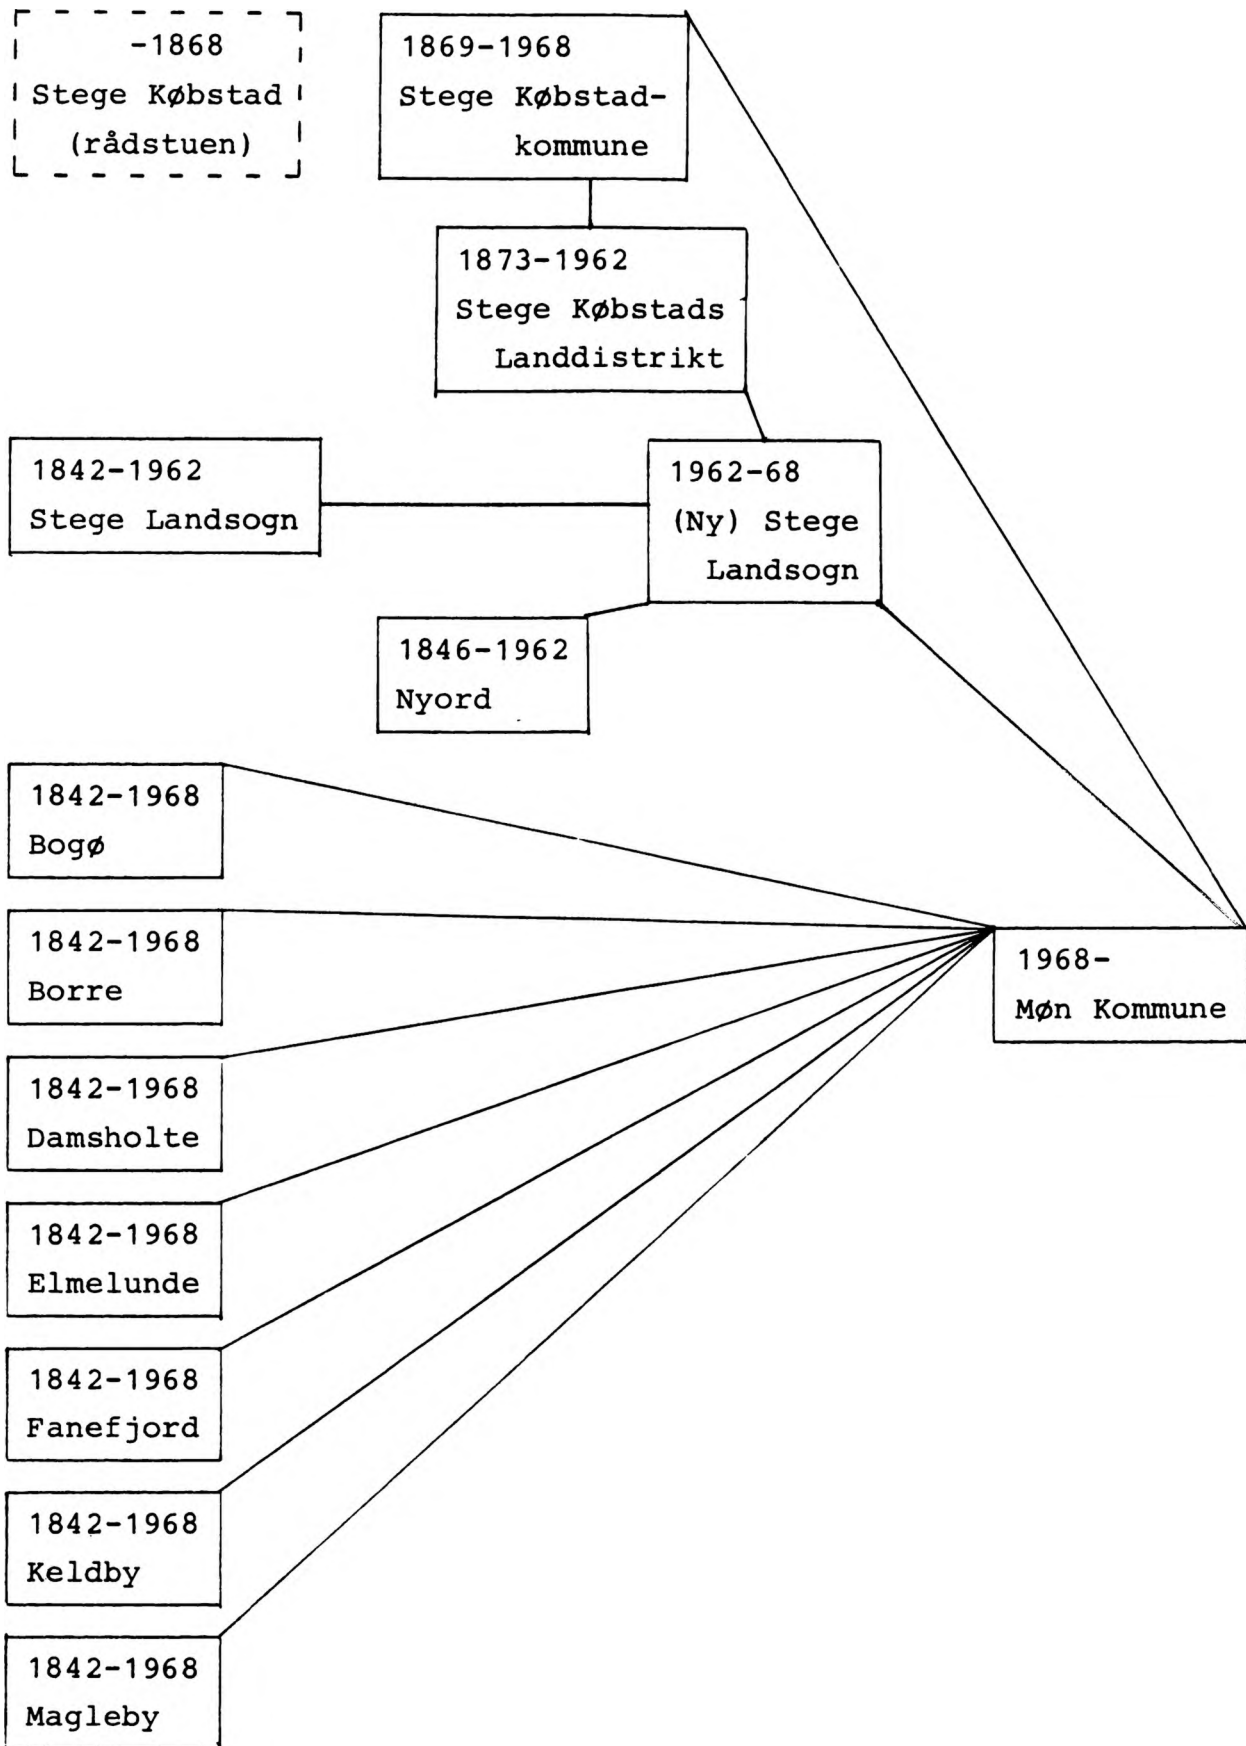 -1868
Stege Købstad
(rådstuen)
1869-1968
Stege Købstad-
kommune
1873-1962
Stege Købstads
Landdistrikt
1842-1962
Stege Landsogn
1962-68
(Ny) Stege
Landsogn
1846-1962
Nyord
1842-1968
Bogø
1842-1968
Borre
1842-1968
Damsholte
1842-1968
Elmelunde
1842-1968
Fanefjord
1842-1968
Keldby
1842-1968
Magleby
1968-
Møn Kommune